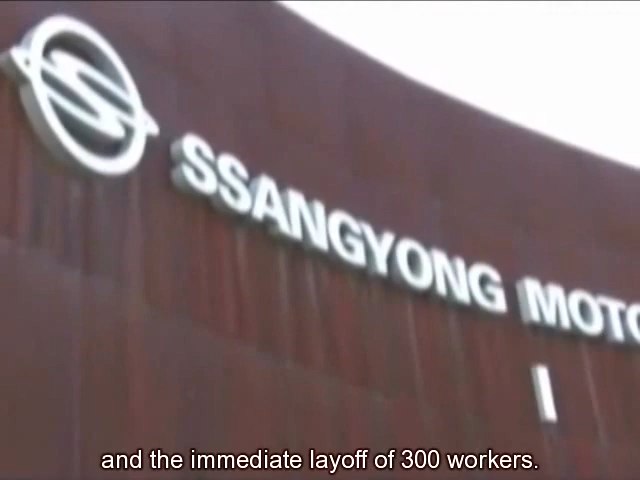 SSANGYONG MOTO
I
and the immediate layoff of 300 workers.